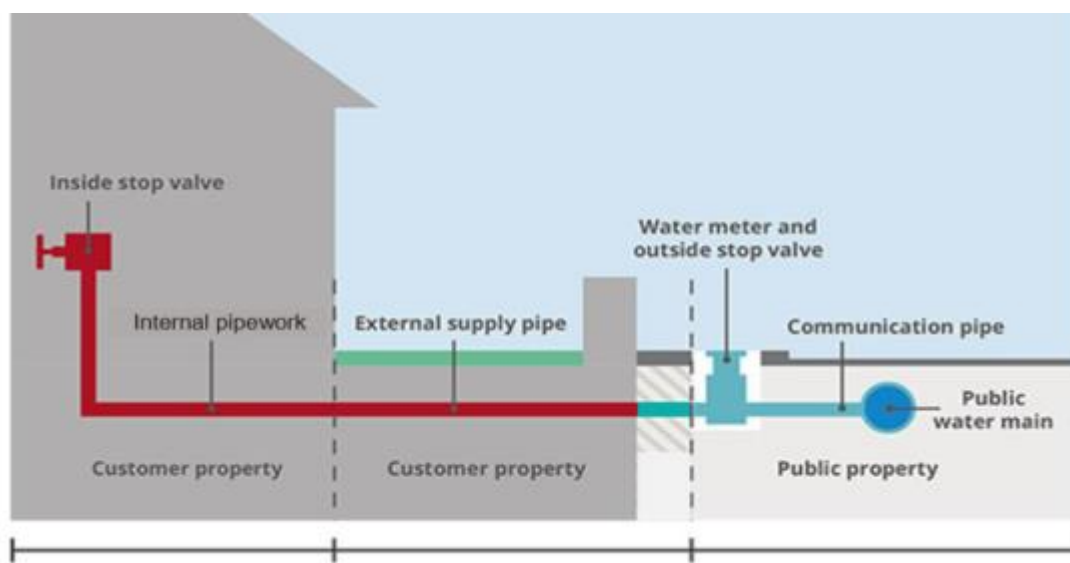 Inside stop valve
Water meter and
outside stop valve
Internal pipework
External supply pipe
Communication pipe
Public
water main
Customer property
Customer property
Public property